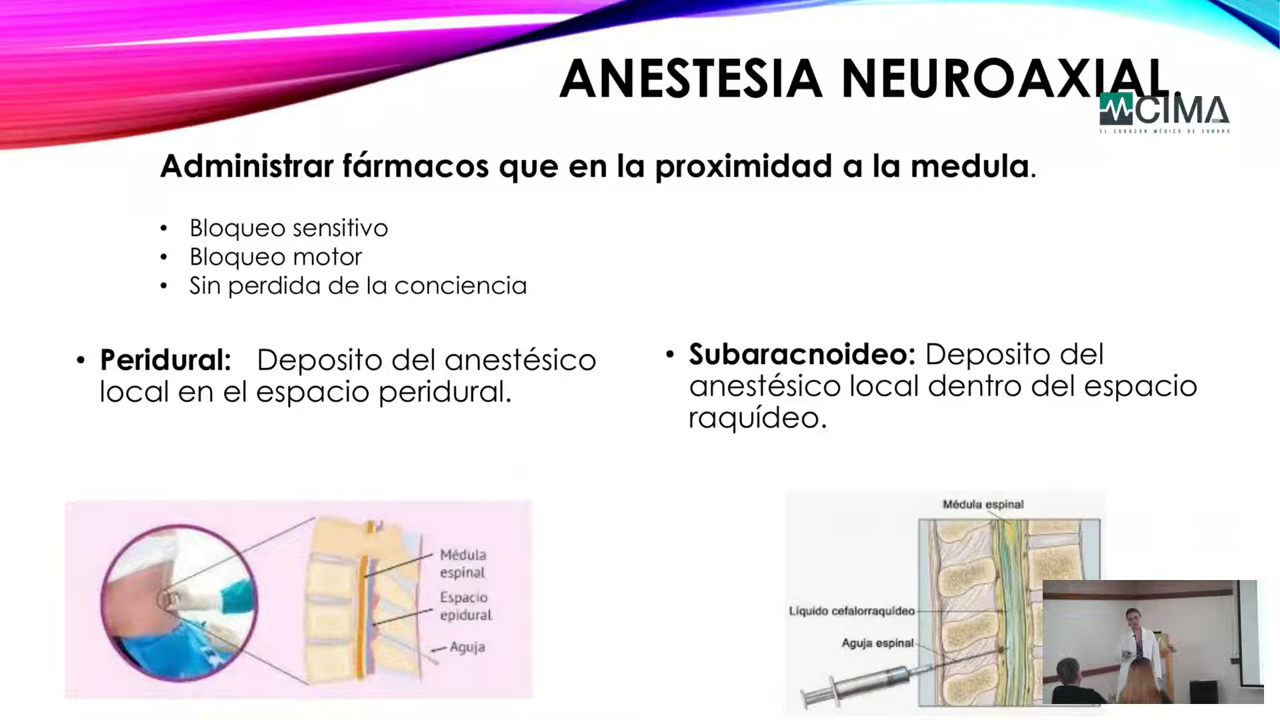 ANESTESIA NEUROAXIAL.
CIMA
EL CORAZÓN MÉDICO DE SONORA
Administrar fármacos que en la proximidad a la medula.
• Bloqueo sensitivo
• Bloqueo motor
• Sin perdida de la conciencia
• Peridural: Deposito del anestésico
local en el espacio peridural.
• Subaracnoideo: Deposito del
anestésico local dentro del espacio
raquídeo.
Médula
espinal
Espacio
epidural
Aguja
Médula espinal
Líquido cefalorraquídeo
Aguja espinal